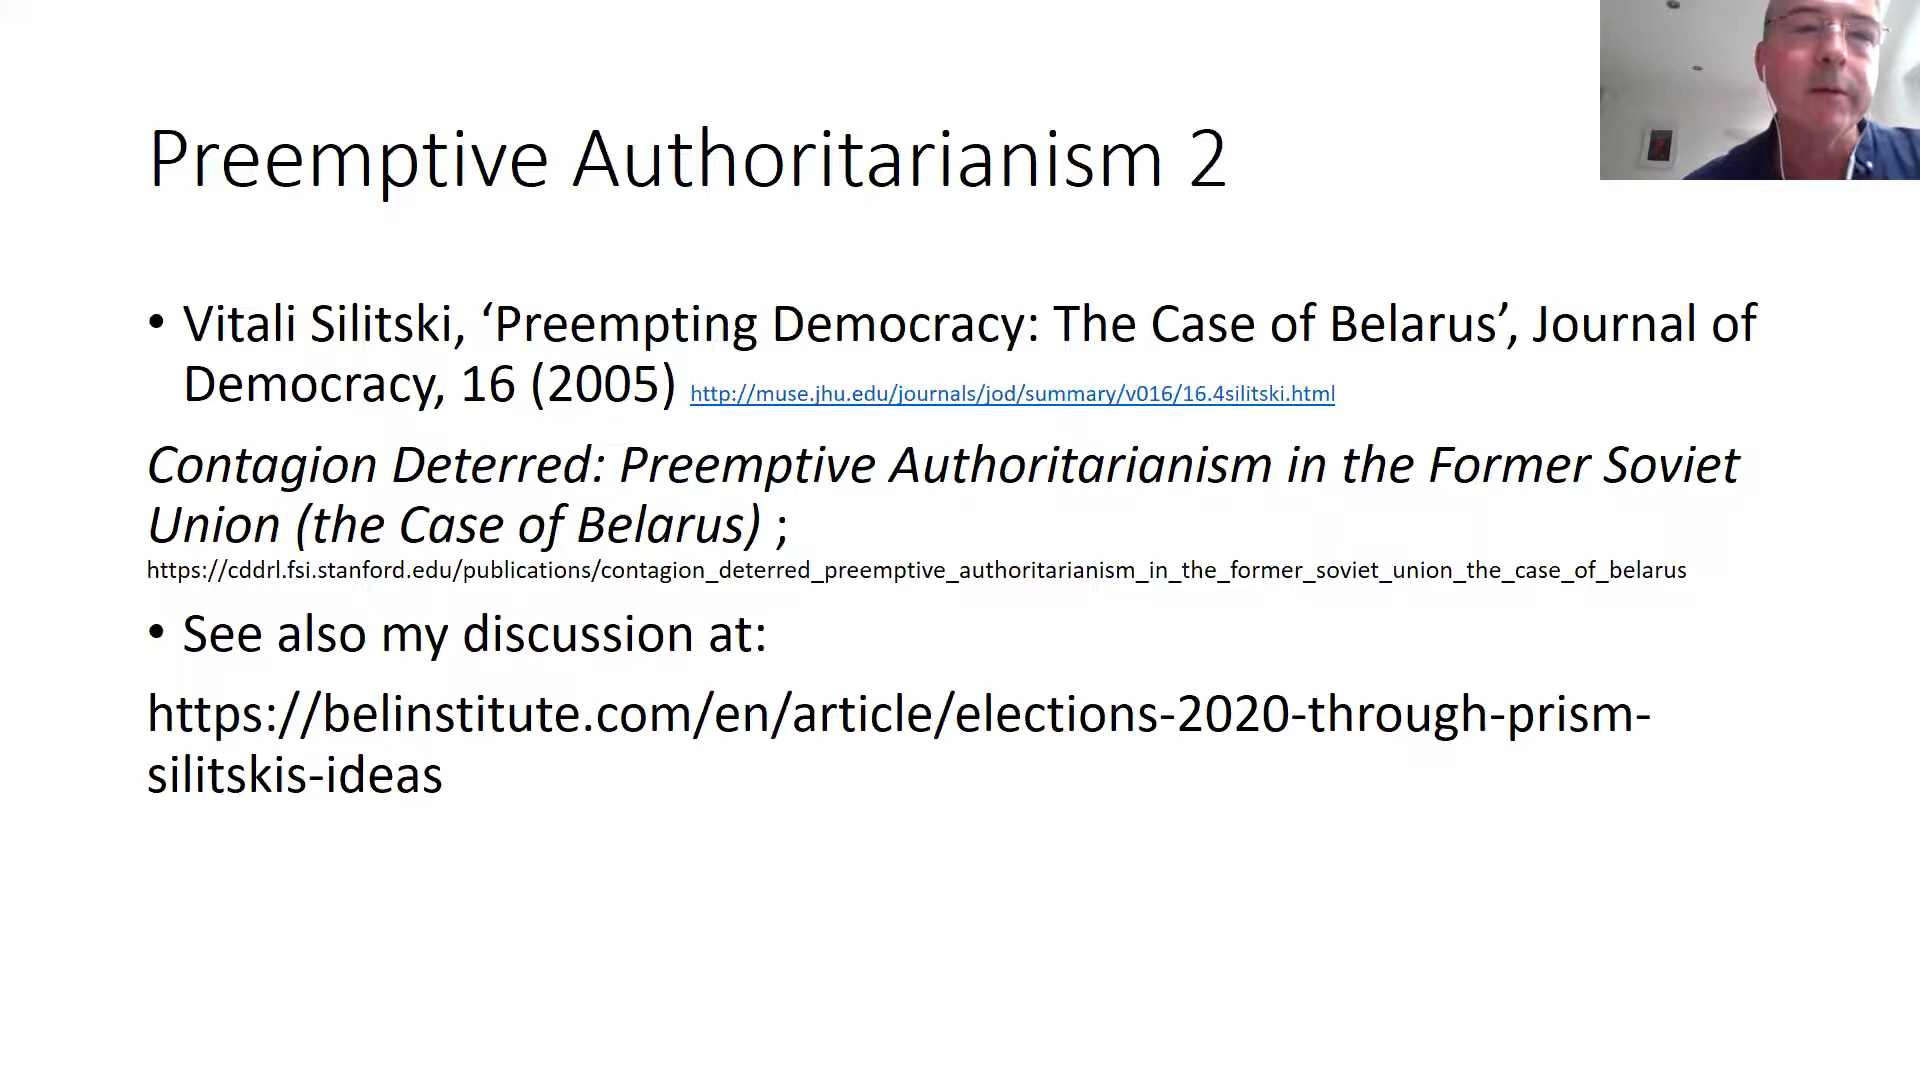 Preemptive Authoritarianism 2
• Vitali Silitski, ‘Preempting Democracy: The Case of Belarus’, Journal of
Democracy, 16 (2005) http://muse.jhu.edu/journals/jod/summary/v016/16.4silitski.html
Contagion Deterred: Preemptive Authoritarianism in the Former Soviet
Union (the Case of Belarus) ;
https://cddrl.fsi.stanford.edu/publications/contagion_deterred_preemptive_authoritarianism_in_the_former_soviet_union_the_case_of_belarus
• See also my discussion at:
https://belinstitute.com/en/article/elections-2020-through-prism-
silitskis-ideas